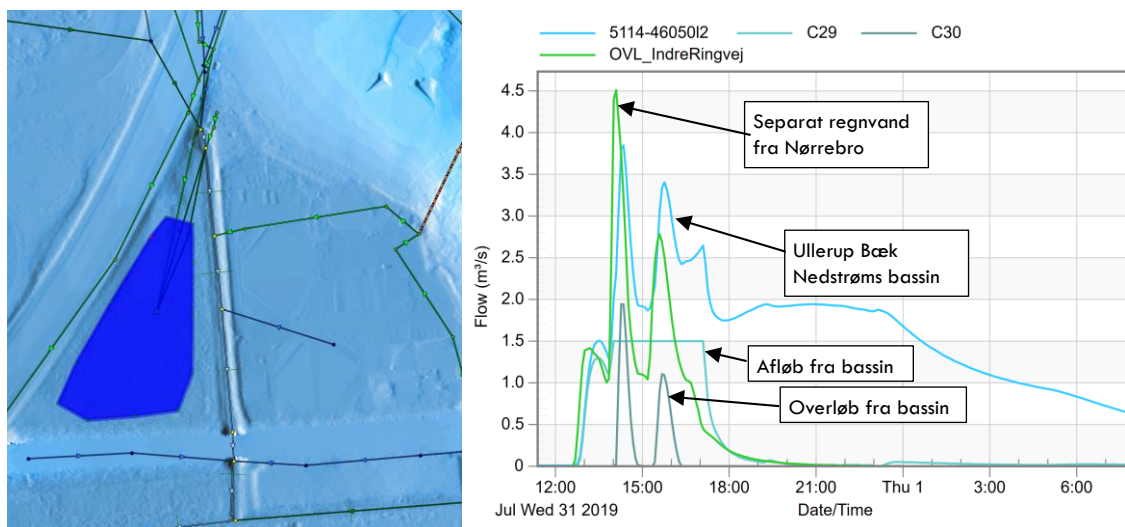 5114-46050I2 C29 C30
OVL_IndreRingvej
4.5
4.0
3.5
3.0
2.5
2.0
1.5
1.0
0.5
0
Flow (m³/s)
Separat regnvand
fra Nørrebro
Ullerup Bæk
Nedstrøms bassin
Afløb fra bassin
Overløb fra bassin
12:00 15:00 18:00 21:00 Thu 1 3:00 6:00
Jul Wed 31 2019 Date/Time